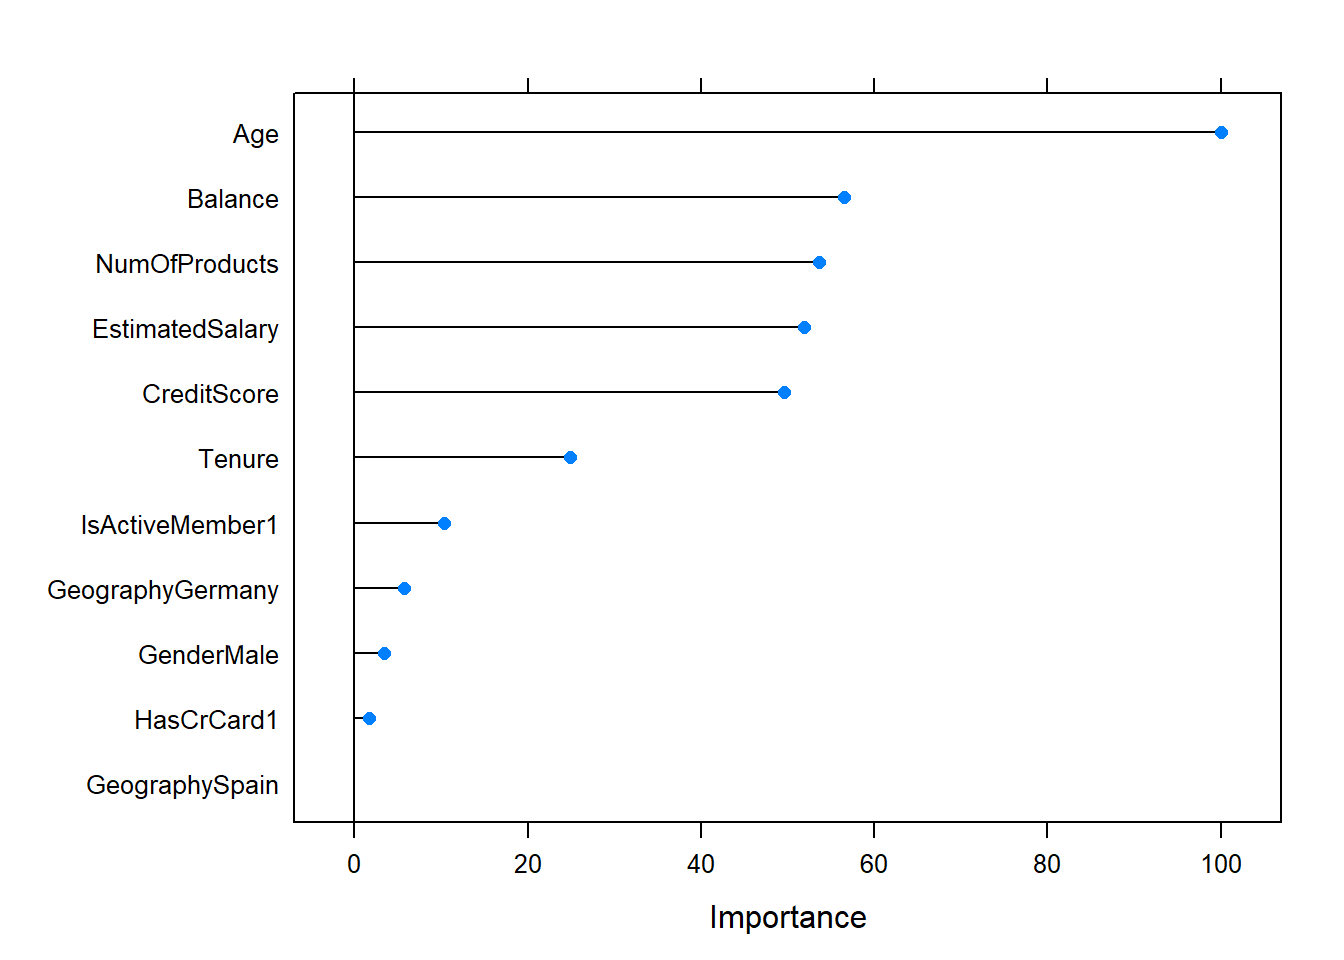 Age
Balance
NumOfProducts
EstimatedSalary
CreditScore
Tenure
IsActiveMember1
GeographyGermany
GenderMale
HasCrCard1
GeographySpain
0 20 40 60 80 100
Importance